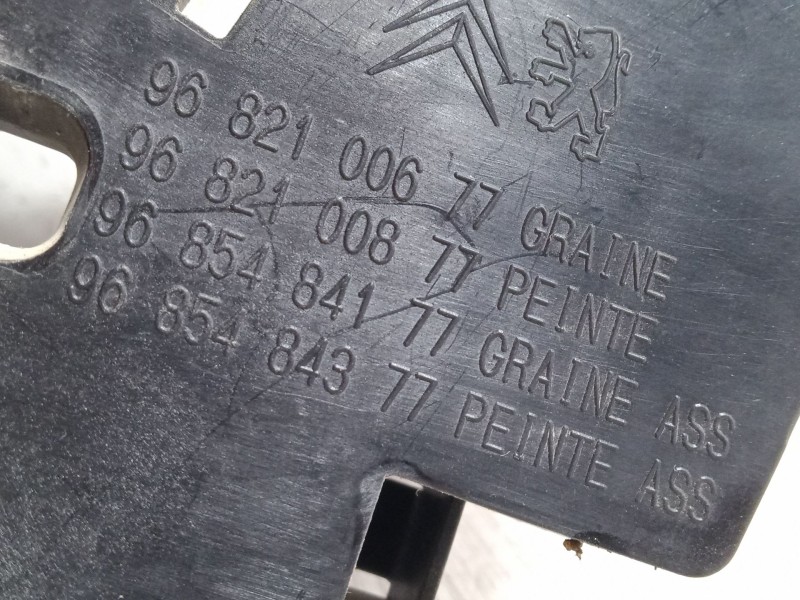 96 821 006 77 GRAINE
96 821 008 77 PEINTE
96 854 841 77 GRAINE ASS
96 854 843 77 PEINTE ASS